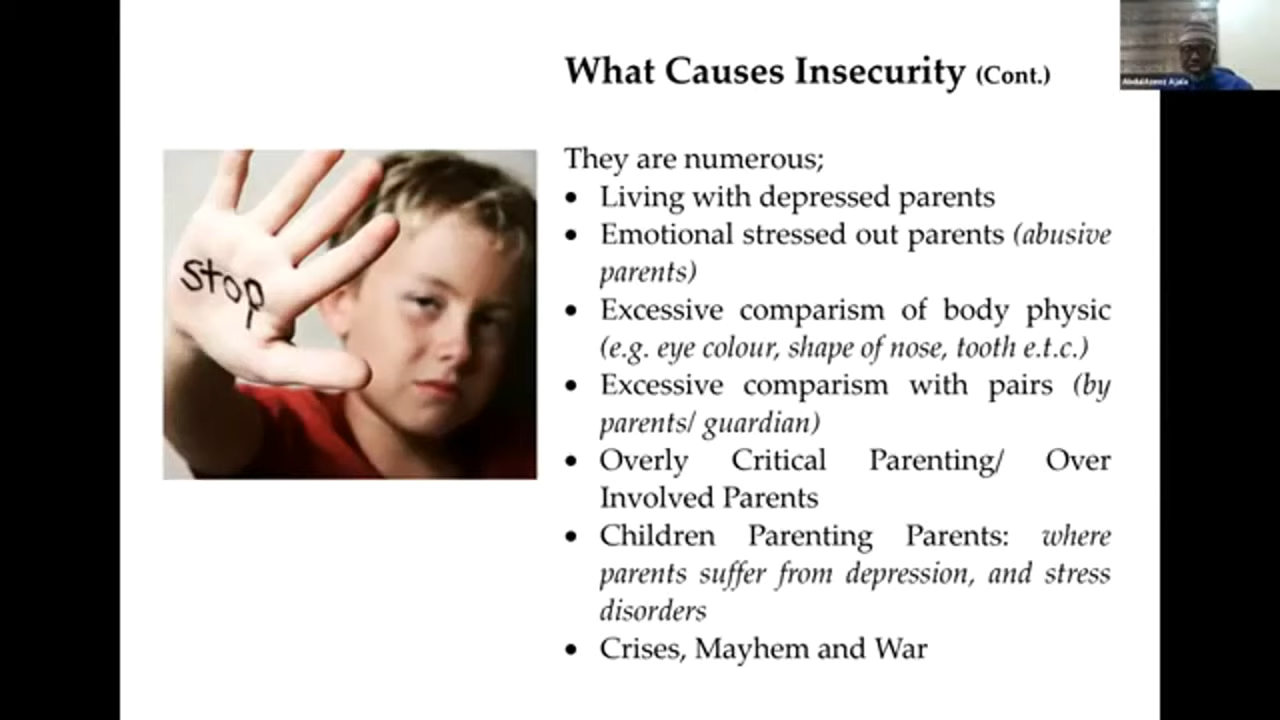 What Causes Insecurity (Cont.)
AbdulAzeez Ajala
stop
They are numerous;
• Living with depressed parents
• Emotional stressed out parents (abusive
parents)
• Excessive comparism of body physic
(e.g. eye colour, shape of nose, tooth e.t.c.)
• Excessive comparism with pairs (by
parents/ guardian)
• Overly Critical Parenting/ Over
Involved Parents
• Children Parenting Parents: where
parents suffer from depression, and stress
disorders
• Crises, Mayhem and War